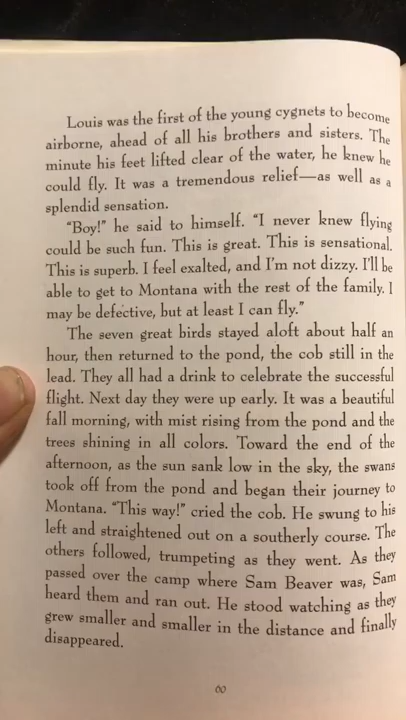 Louis was the first of the young cygnets to become
airborne, ahead of all his brothers and sisters. The
minute his feet lifted clear of the water, he knew he
could fly. It was a tremendous relief—as well as a
splendid sensation.
"Boy!" he said to himself. "I never knew flying
could be such fun. This is great. This is sensational.
This is superb. I feel exalted, and I'm not dizzy. I'll be
able to get to Montana with the rest of the family. I
may be defective, but at least I can fly."
The seven great birds stayed aloft about half an
hour, then returned to the pond, the cob still in the
lead. They all had a drink to celebrate the successful
flight. Next day they were up early. It was a beautiful
fall morning, with mist rising from the pond and the
trees shining in all colors. Toward the end of the
afternoon, as the sun sank low in the sky, the swans
took off from the pond and began their journey to
Montana. "This way!" cried the cob. He swung to his
left and straightened out on a southerly course. The
others followed, trumpeting as they went. As they
passed over the camp where Sam Beaver was, Sam
heard them and ran out. He stood watching as they
grew smaller and smaller in the distance and finally
disappeared.
60